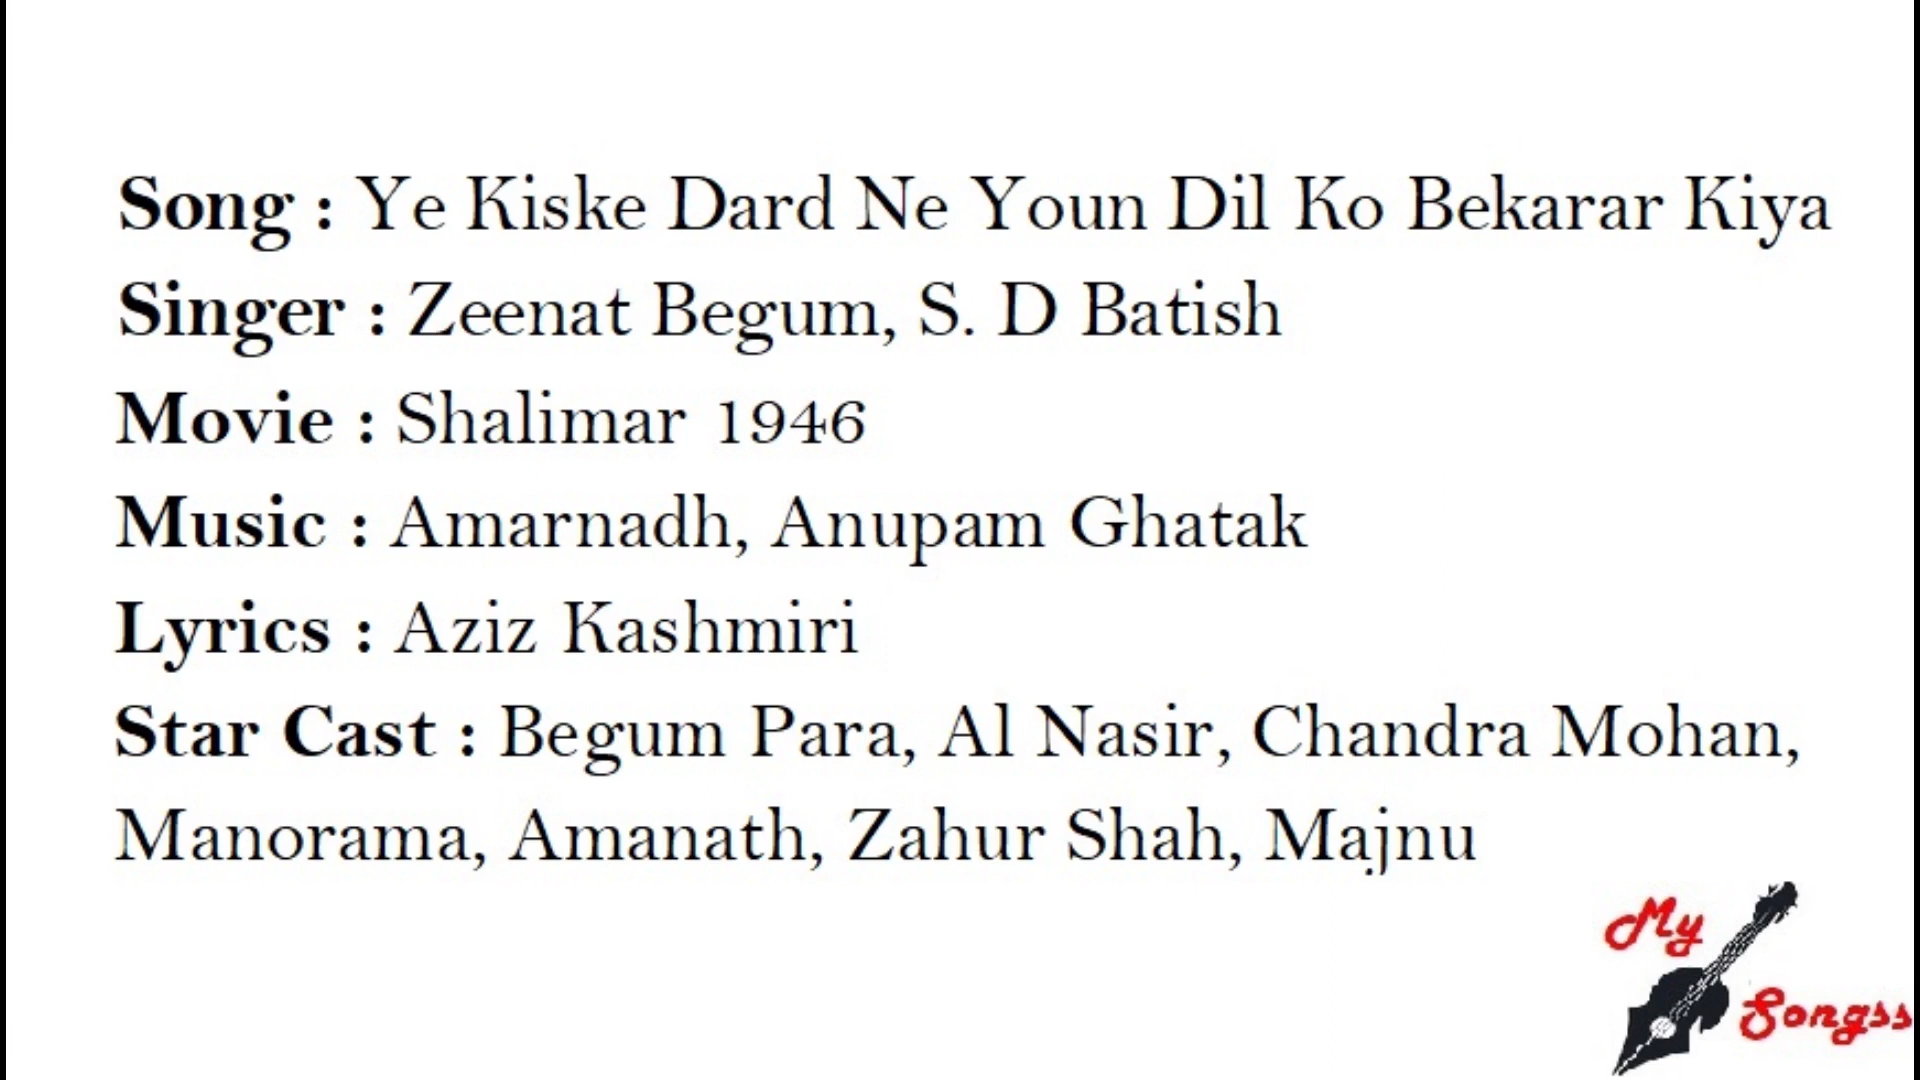 Song : Ye Kiske Dard Ne Youn Dil Ko Bekarar Kiya
Singer : Zeenat Begum, S. D Batish
Movie : Shalimar 1946
Music : Amarnadh, Anupam Ghatak
Lyrics : Aziz Kashmiri
Star Cast : Begum Para, Al Nasir, Chandra Mohan,
Manorama, Amanath, Zahur Shah, Majnu
My
Songss